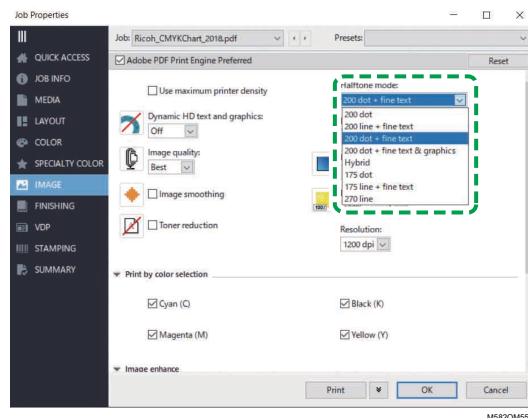 Job Properties
Job: Ricoh_CMYKChart_2018.pdf
Presets:
QUICK ACCESS
JOB INFO
MEDIA
LAYOUT
COLOR
SPECIALTY COLOR
IMAGE
FINISHING
VDP
STAMPING
SUMMARY
Adobe PDF Print Engine Preferred
Reset
Use maximum printer density
Dynamic HD text and graphics:
Off
Image quality:
Best
Image smoothing
Toner reduction
Halftone mode:
200 dot + fine text
200 dot
200 line + fine text
200 dot + fine text
200 dot + fine text & graphics
Hybrid
175 dot
175 line + fine text
270 line
Resolution:
1200 dpi
Print by color selection
Cyan (C)
Black (K)
Magenta (M)
Yellow (Y)
Image enhance
Print
OK
Cancel